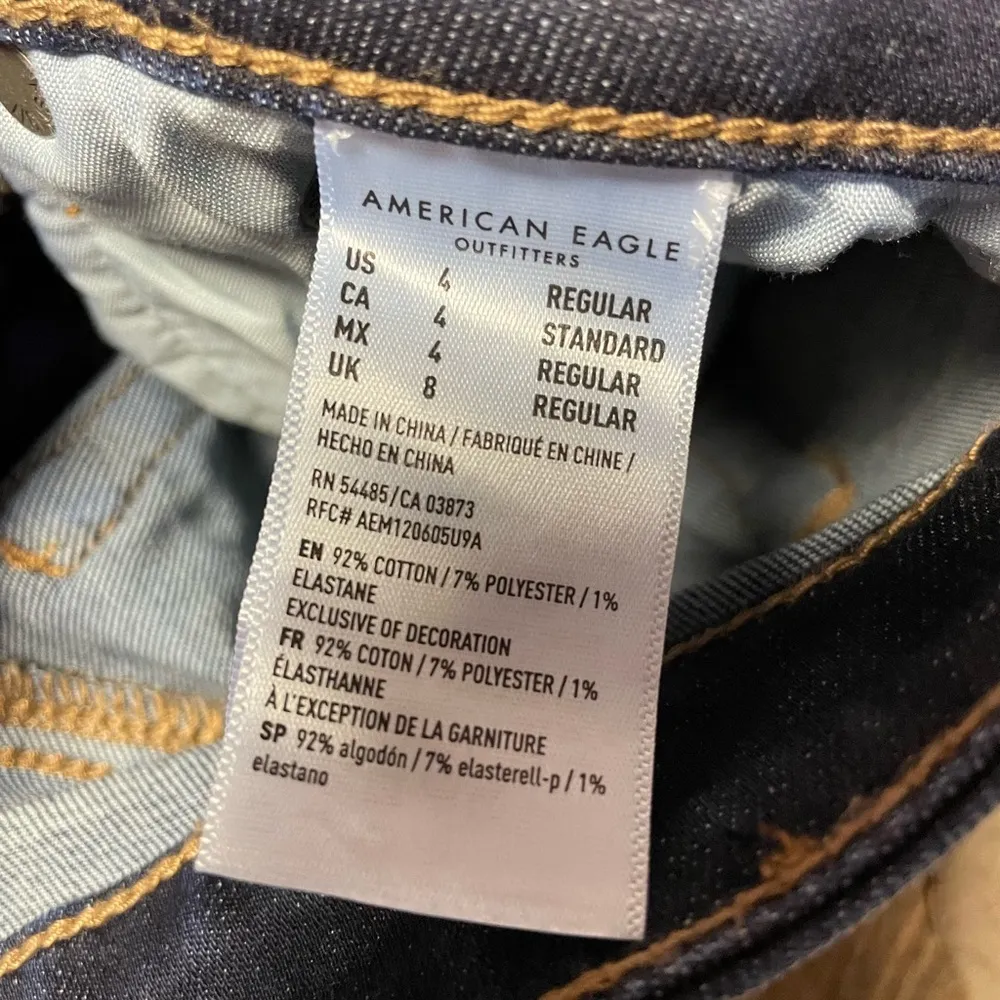 AMERICAN EAGLE
OUTFITTERS
US 4 REGULAR
CA 4 STANDARD
MX 4 REGULAR
UK 8 REGULAR
MADE IN CHINA / FABRIQUÉ EN CHINE /
HECHO EN CHINA
RN 54485/CA 03873
RFC# AEM120605U9A
EN 92% COTTON / 7% POLYESTER / 1%
ELASTANE
EXCLUSIVE OF DECORATION
FR 92% COTON / 7% POLYESTER / 1%
ÉLASTHANNE
À L'EXCEPTION DE LA GARNITURE
SP 92% algodón / 7% elasterell-p / 1%
elastano